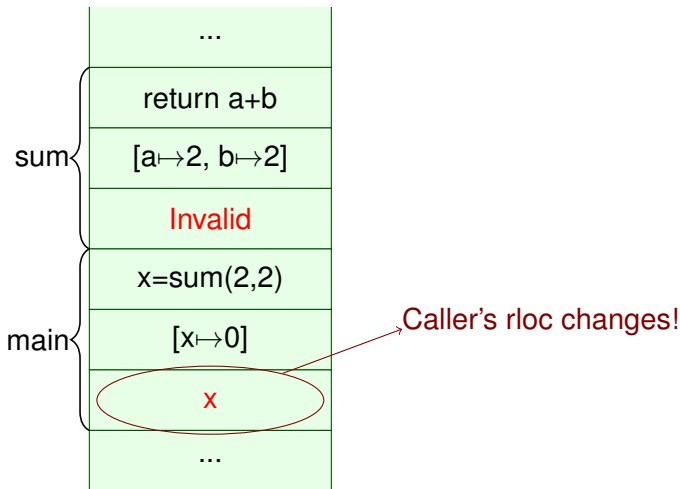 ...
return a+b
sum
[a↦2, b↦2]
Invalid
x=sum(2,2)
Caller's rloc changes!
main
[x↦0]
x
...